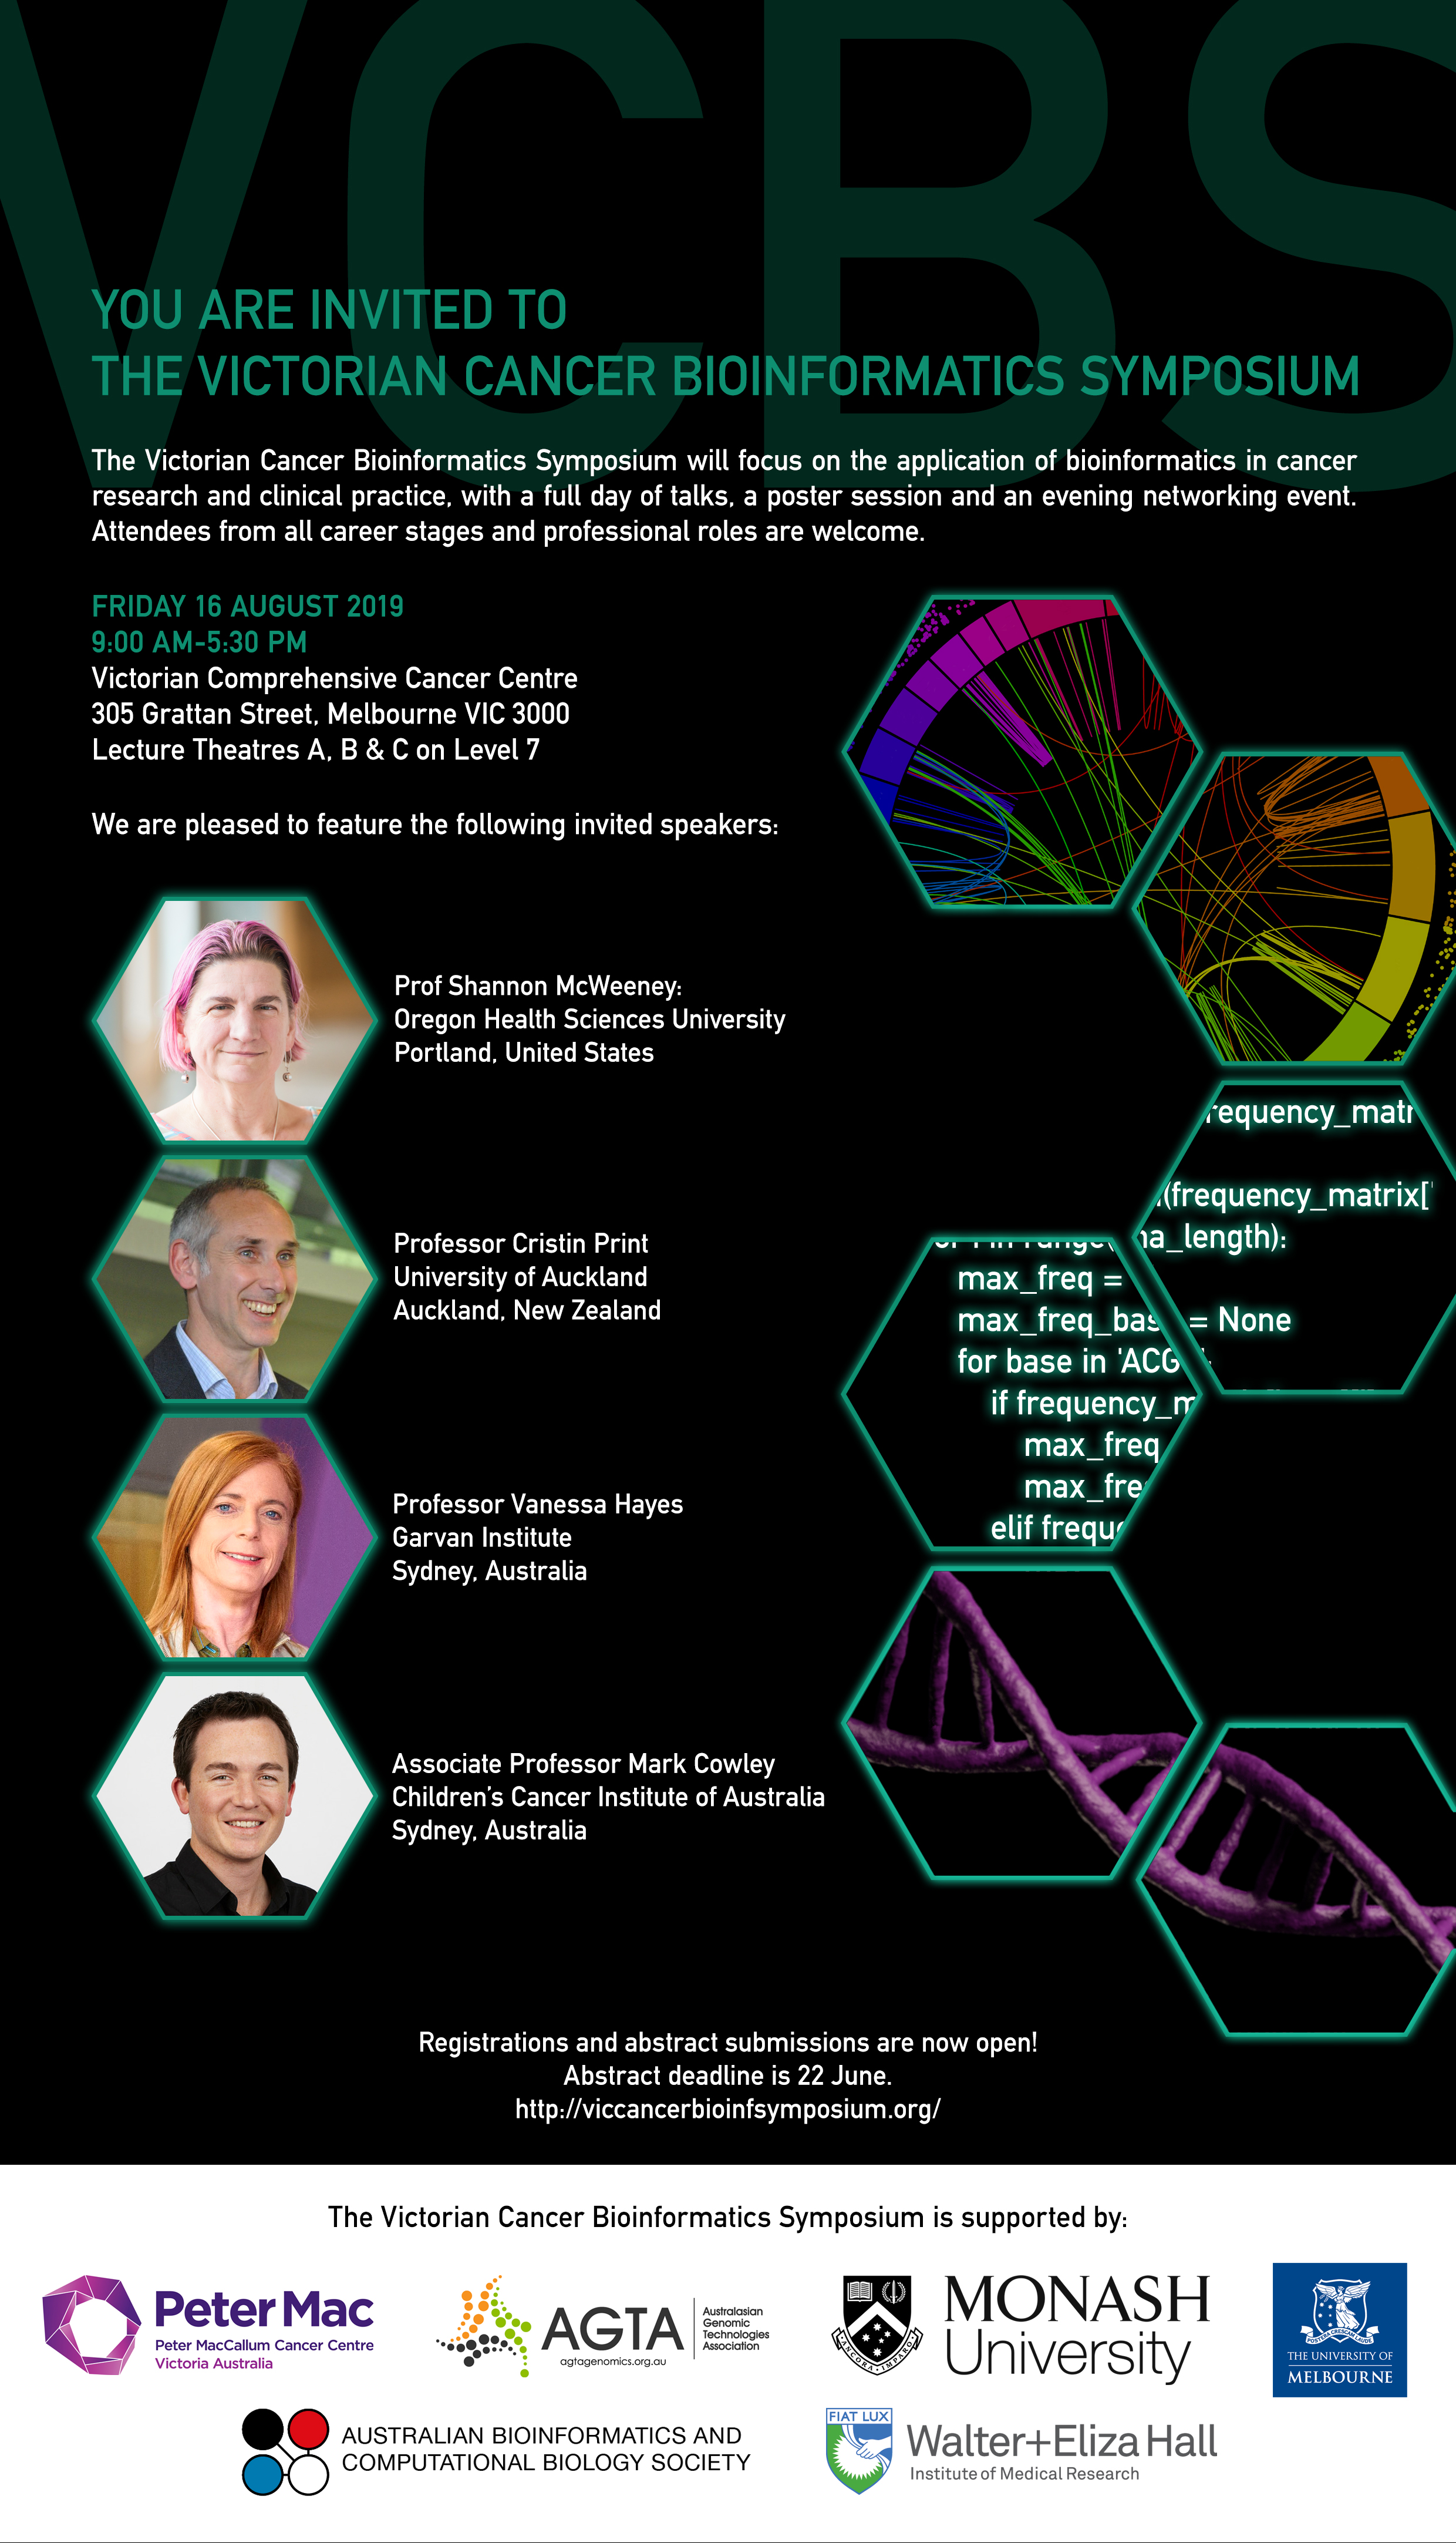 VCBS
YOU ARE INVITED TO
THE VICTORIAN CANCER BIOINFORMATICS SYMPOSIUM
The Victorian Cancer Bioinformatics Symposium will focus on the application of bioinformatics in cancer
research and clinical practice, with a full day of talks, a poster session and an evening networking event.
Attendees from all career stages and professional roles are welcome.
FRIDAY 16 AUGUST 2019
9:00 AM-5:30 PM
Victorian Comprehensive Cancer Centre
305 Grattan Street, Melbourne VIC 3000
Lecture Theatres A, B & C on Level 7
We are pleased to feature the following invited speakers:
Prof Shannon McWeeney:
Oregon Health Sciences University
Portland, United States
Professor Cristin Print
University of Auckland
Auckland, New Zealand
Professor Vanessa Hayes
Garvan Institute
Sydney, Australia
Associate Professor Mark Cowley
Children's Cancer Institute of Australia
Sydney, Australia
requency_matr
(frequency_matrix['
na_length):
max_freq =
max_freq_bas = None
for base in 'ACG ':
if frequency_m
max_freq
max_fre
elif freque
Registrations and abstract submissions are now open!
Abstract deadline is 22 June.
http://viccancerbioinfsymposium.org/
The Victorian Cancer Bioinformatics Symposium is supported by:
Peter Mac
Peter MacCallum Cancer Centre
Victoria Australia
AGTA
agtagenomics.org.au
Australasian
Genomic
Technologies
Association
ANCORA IMPARO
MONASH
University
POSTERA CRESCAM LAUDE
THE UNIVERSITY OF
MELBOURNE
AUSTRALIAN BIOINFORMATICS AND
COMPUTATIONAL BIOLOGY SOCIETY
FIAT LUX
Walter+Eliza Hall
Institute of Medical Research